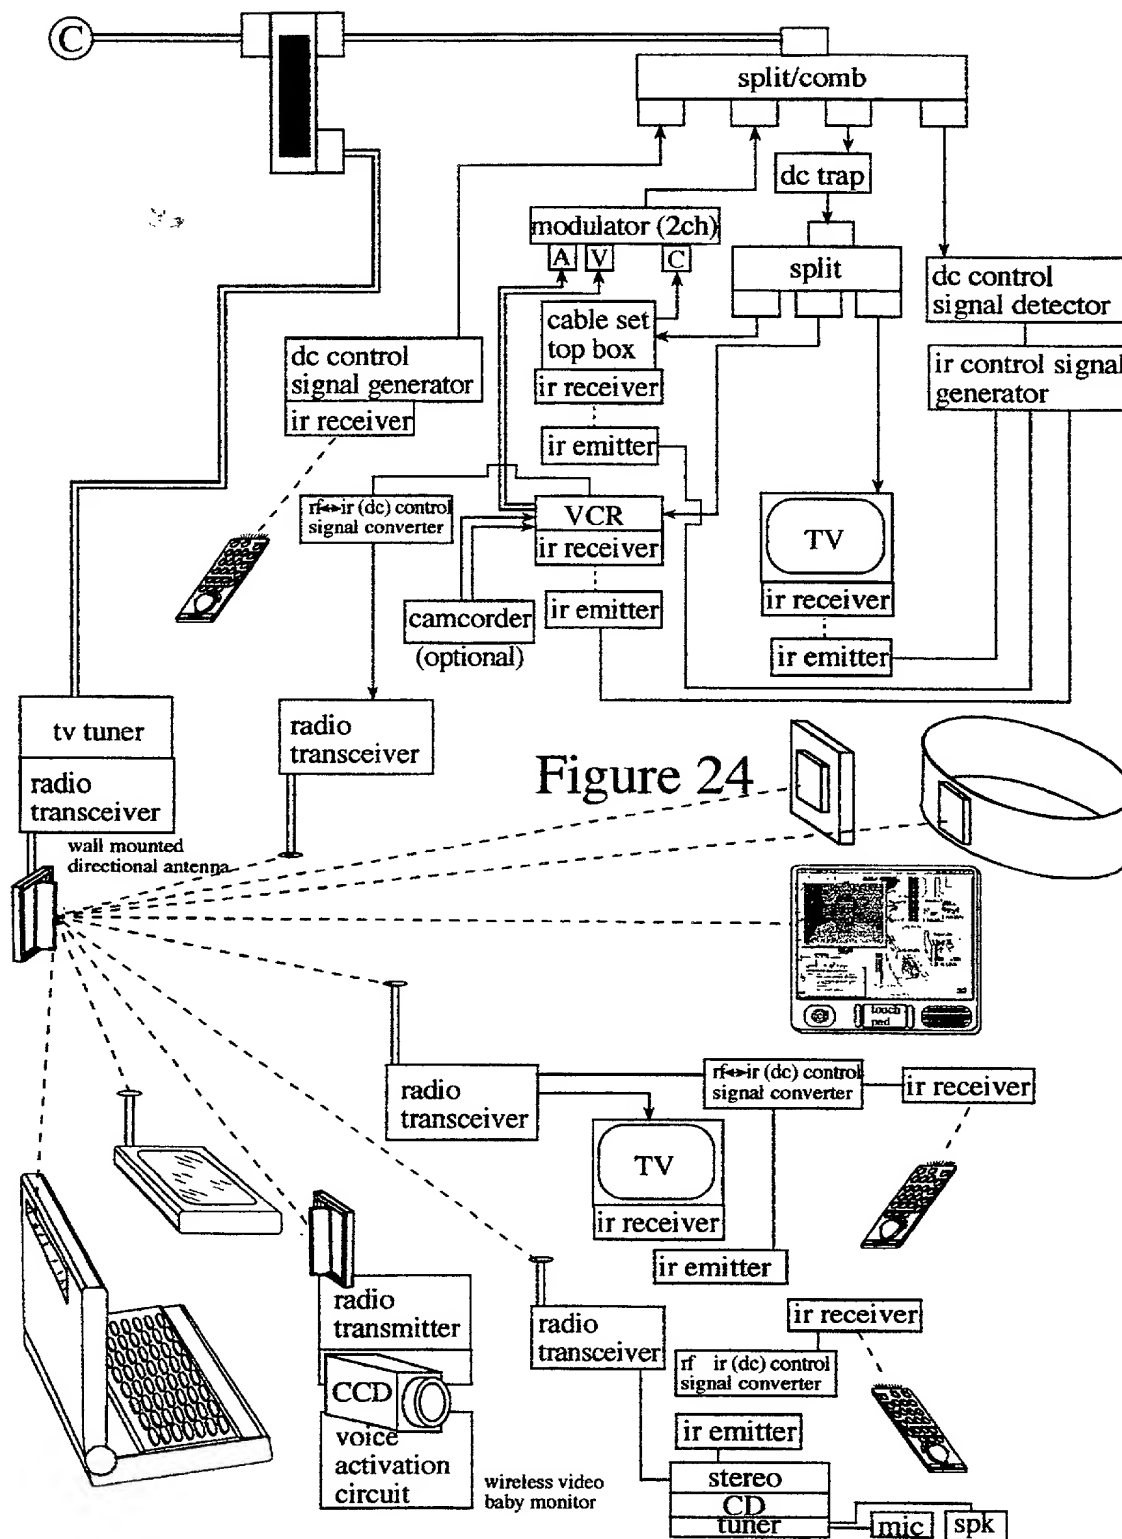 C
split/comb
dc trap
modulator (2ch)
A V C
split
dc control
signal detector
cable set
top box
ir receiver
dc control
signal generator
ir receiver
ir control signal
generator
ir emitter
rf↔ir (dc) control
signal converter
VCR
ir receiver
TV
ir receiver
camcorder
(optional)
ir emitter
ir emitter
tv tuner
radio
transceiver
radio
transceiver
Figure 24
wall mounted
directional antenna
touch
pad
radio
transceiver
rf↔ir (dc) control
signal converter
ir receiver
TV
ir receiver
ir emitter
radio
transmitter
CCD
voice
activation
circuit
wireless video
baby monitor
radio
transceiver
ir receiver
rf ir (dc) control
signal converter
ir emitter
stereo
CD
tuner
mic
spk